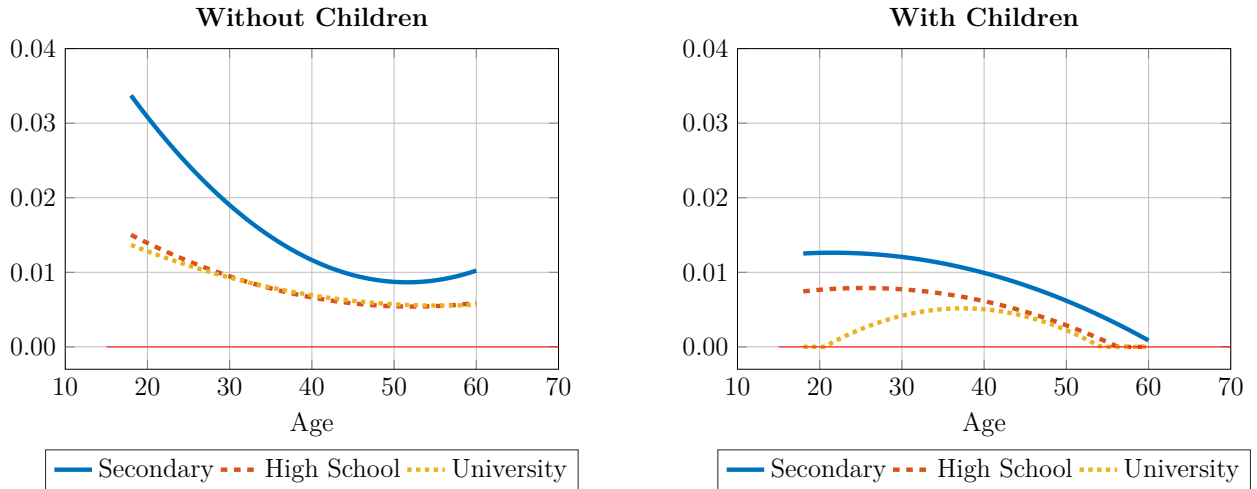 Without Children
0.04
0.03
0.02
0.01
0.00
10 20 30 40 50 60 70
Age
Secondary High School University
With Children
0.04
0.03
0.02
0.01
0.00
10 20 30 40 50 60 70
Age
Secondary High School University